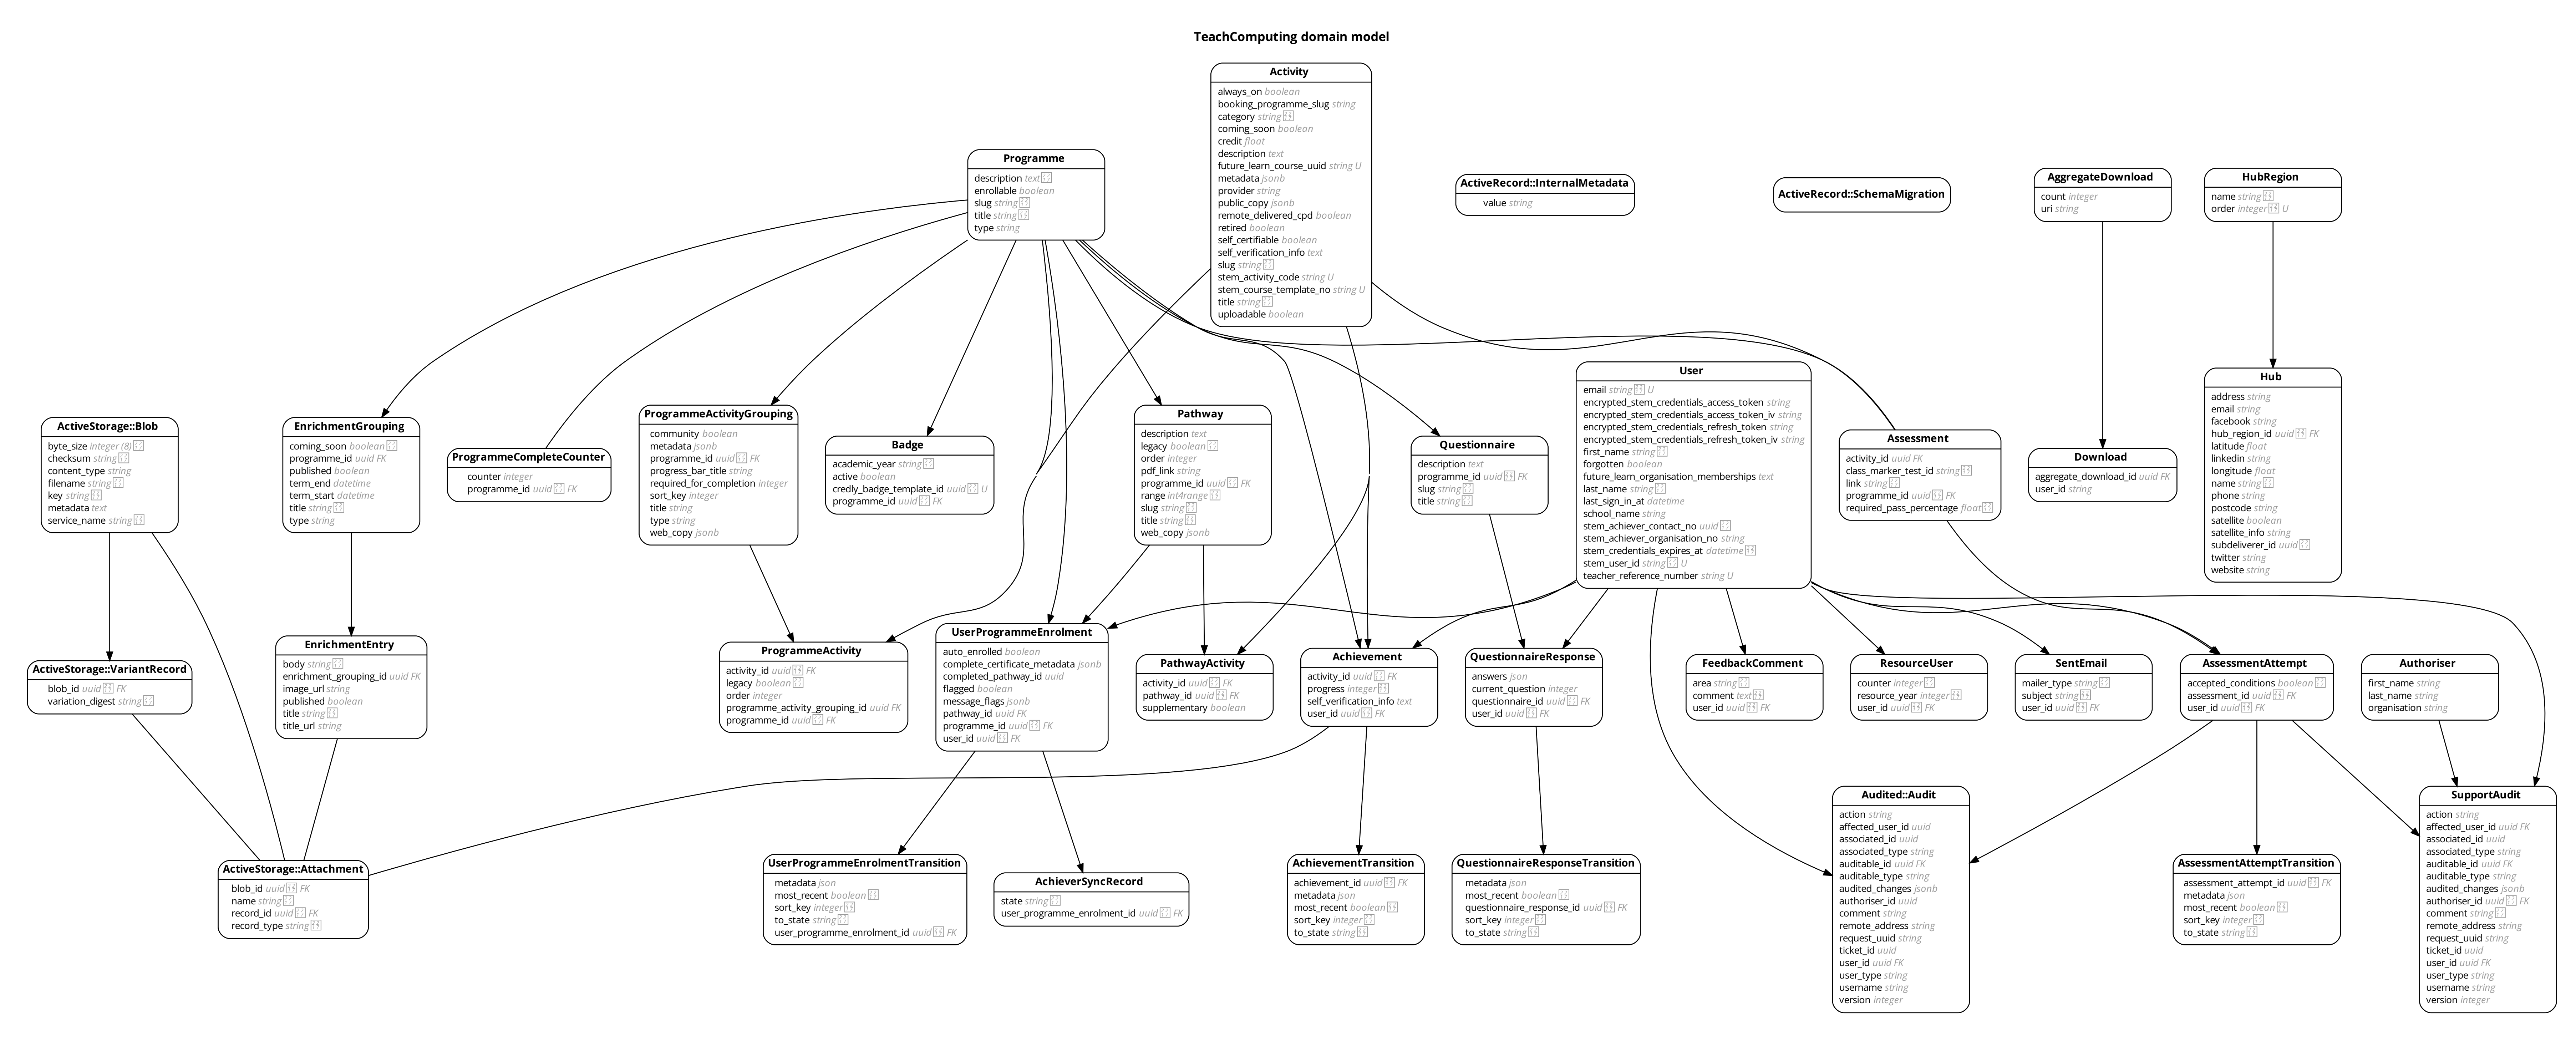 TeachComputing domain model
Activity
always_on boolean
booking_programme_slug string
category string
coming_soon boolean
credit float
description text
future_learn_course_uuid string U
metadata jsonb
provider string
public_copy jsonb
remote_delivered_cpd boolean
retired boolean
self_certifiable boolean
self_verification_info text
slug string
stem_activity_code string U
stem_course_template_no string U
title string
uploadable boolean
Programme
description text
enrollable boolean
slug string
title string
type string
ActiveRecord::InternalMetadata
value string
ActiveRecord::SchemaMigration
AggregateDownload
count integer
uri string
HubRegion
name string
order integer U
User
email string U
encrypted_stem_credentials_access_token string
encrypted_stem_credentials_access_token_iv string
encrypted_stem_credentials_refresh_token string
encrypted_stem_credentials_refresh_token_iv string
first_name string
forgotten boolean
future_learn_organisation_memberships text
last_name string
last_sign_in_at datetime
school_name string
stem_achiever_contact_no uuid
stem_achiever_organisation_no string
stem_credentials_expires_at datetime
stem_user_id string U
teacher_reference_number string U
Hub
address string
email string
facebook string
hub_region_id uuid FK
latitude float
linkedin string
longitude float
name string
phone string
postcode string
satellite boolean
satellite_info string
subdeliverer_id uuid
twitter string
website string
ActiveStorage::Blob
byte_size integer (8)
checksum string
content_type string
filename string
key string
metadata text
service_name string
EnrichmentGrouping
coming_soon boolean
programme_id uuid FK
published boolean
term_end datetime
term_start datetime
title string
type string
ProgrammeCompleteCounter
counter integer
programme_id uuid FK
ProgrammeActivityGrouping
community boolean
metadata jsonb
programme_id uuid FK
progress_bar_title string
required_for_completion integer
sort_key integer
title string
type string
web_copy jsonb
Badge
academic_year string
active boolean
credly_badge_template_id uuid U
programme_id uuid FK
Pathway
description text
legacy boolean
order integer
pdf_link string
programme_id uuid FK
range int4range
slug string
title string
web_copy jsonb
Questionnaire
description text
programme_id uuid FK
slug string
title string
Assessment
activity_id uuid FK
class_marker_test_id string
link string
programme_id uuid FK
required_pass_percentage float
Download
aggregate_download_id uuid FK
user_id string
ActiveStorage::VariantRecord
blob_id uuid FK
variation_digest string
EnrichmentEntry
body string
enrichment_grouping_id uuid FK
image_url string
published boolean
title string
title_url string
ProgrammeActivity
activity_id uuid FK
legacy boolean
order integer
programme_activity_grouping_id uuid FK
programme_id uuid FK
UserProgrammeEnrolment
auto_enrolled boolean
complete_certificate_metadata jsonb
completed_pathway_id uuid
flagged boolean
message_flags jsonb
pathway_id uuid FK
programme_id uuid FK
user_id uuid FK
PathwayActivity
activity_id uuid FK
pathway_id uuid FK
supplementary boolean
Achievement
activity_id uuid FK
progress integer
self_verification_info text
user_id uuid FK
QuestionnaireResponse
answers json
current_question integer
questionnaire_id uuid FK
user_id uuid FK
FeedbackComment
area string
comment text
user_id uuid FK
ResourceUser
counter integer
resource_year integer
user_id uuid FK
SentEmail
mailer_type string
subject string
user_id uuid FK
AssessmentAttempt
accepted_conditions boolean
assessment_id uuid FK
user_id uuid FK
Authoriser
first_name string
last_name string
organisation string
ActiveStorage::Attachment
blob_id uuid FK
name string
record_id uuid FK
record_type string
UserProgrammeEnrolmentTransition
metadata json
most_recent boolean
sort_key integer
to_state string
user_programme_enrolment_id uuid FK
AchieverSyncRecord
state string
user_programme_enrolment_id uuid FK
AchievementTransition
achievement_id uuid FK
metadata json
most_recent boolean
sort_key integer
to_state string
QuestionnaireResponseTransition
metadata json
most_recent boolean
questionnaire_response_id uuid FK
sort_key integer
to_state string
Audited::Audit
action string
affected_user_id uuid
associated_id uuid
associated_type string
auditable_id uuid FK
auditable_type string
audited_changes jsonb
authoriser_id uuid
comment string
remote_address string
request_uuid string
ticket_id uuid
user_id uuid FK
user_type string
username string
version integer
AssessmentAttemptTransition
assessment_attempt_id uuid FK
metadata json
most_recent boolean
sort_key integer
to_state string
SupportAudit
action string
affected_user_id uuid FK
associated_id uuid
associated_type string
auditable_id uuid FK
auditable_type string
audited_changes jsonb
authoriser_id uuid FK
comment string
remote_address string
request_uuid string
ticket_id uuid
user_id uuid FK
user_type string
username string
version integer